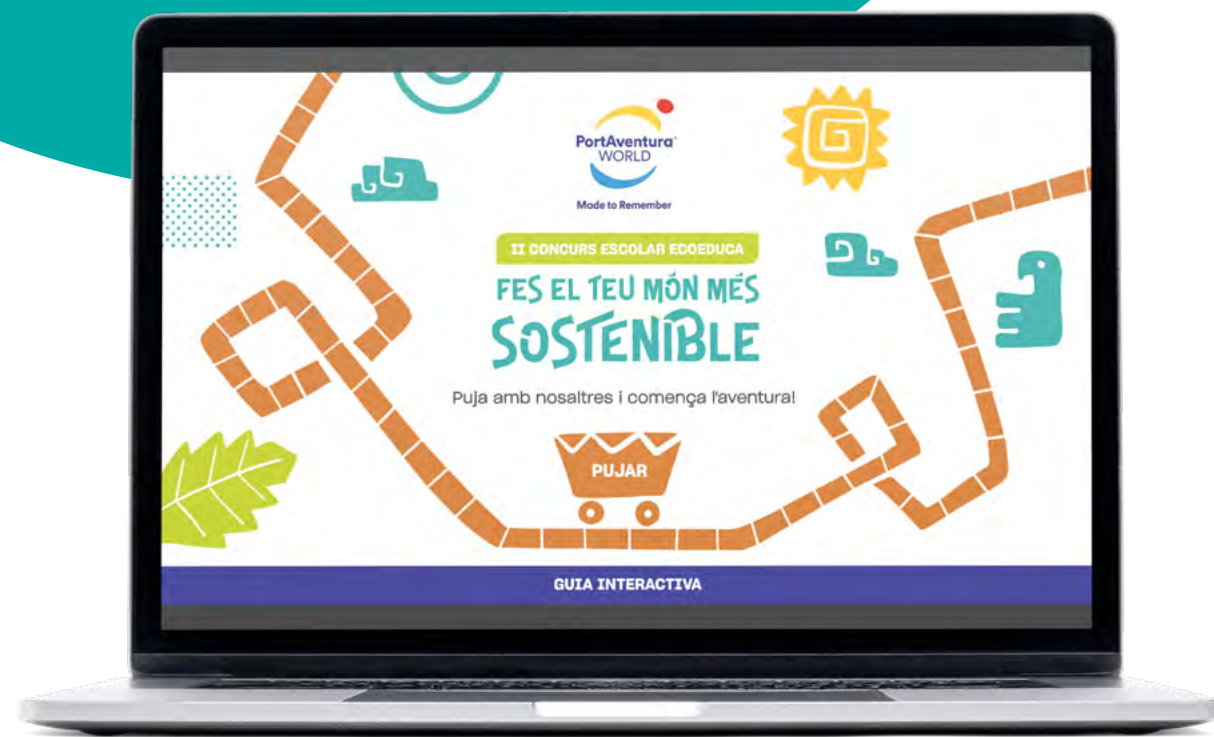 PortAventura
WORLD
Made to Remember
II CONCURS ESCOLAR ECOEDUCA
FES EL TEU MÓN MÉS
SOSTENIBLE
Puja amb nosaltres i comença l'aventura!
PUJAR
GUIA INTERACTIVA